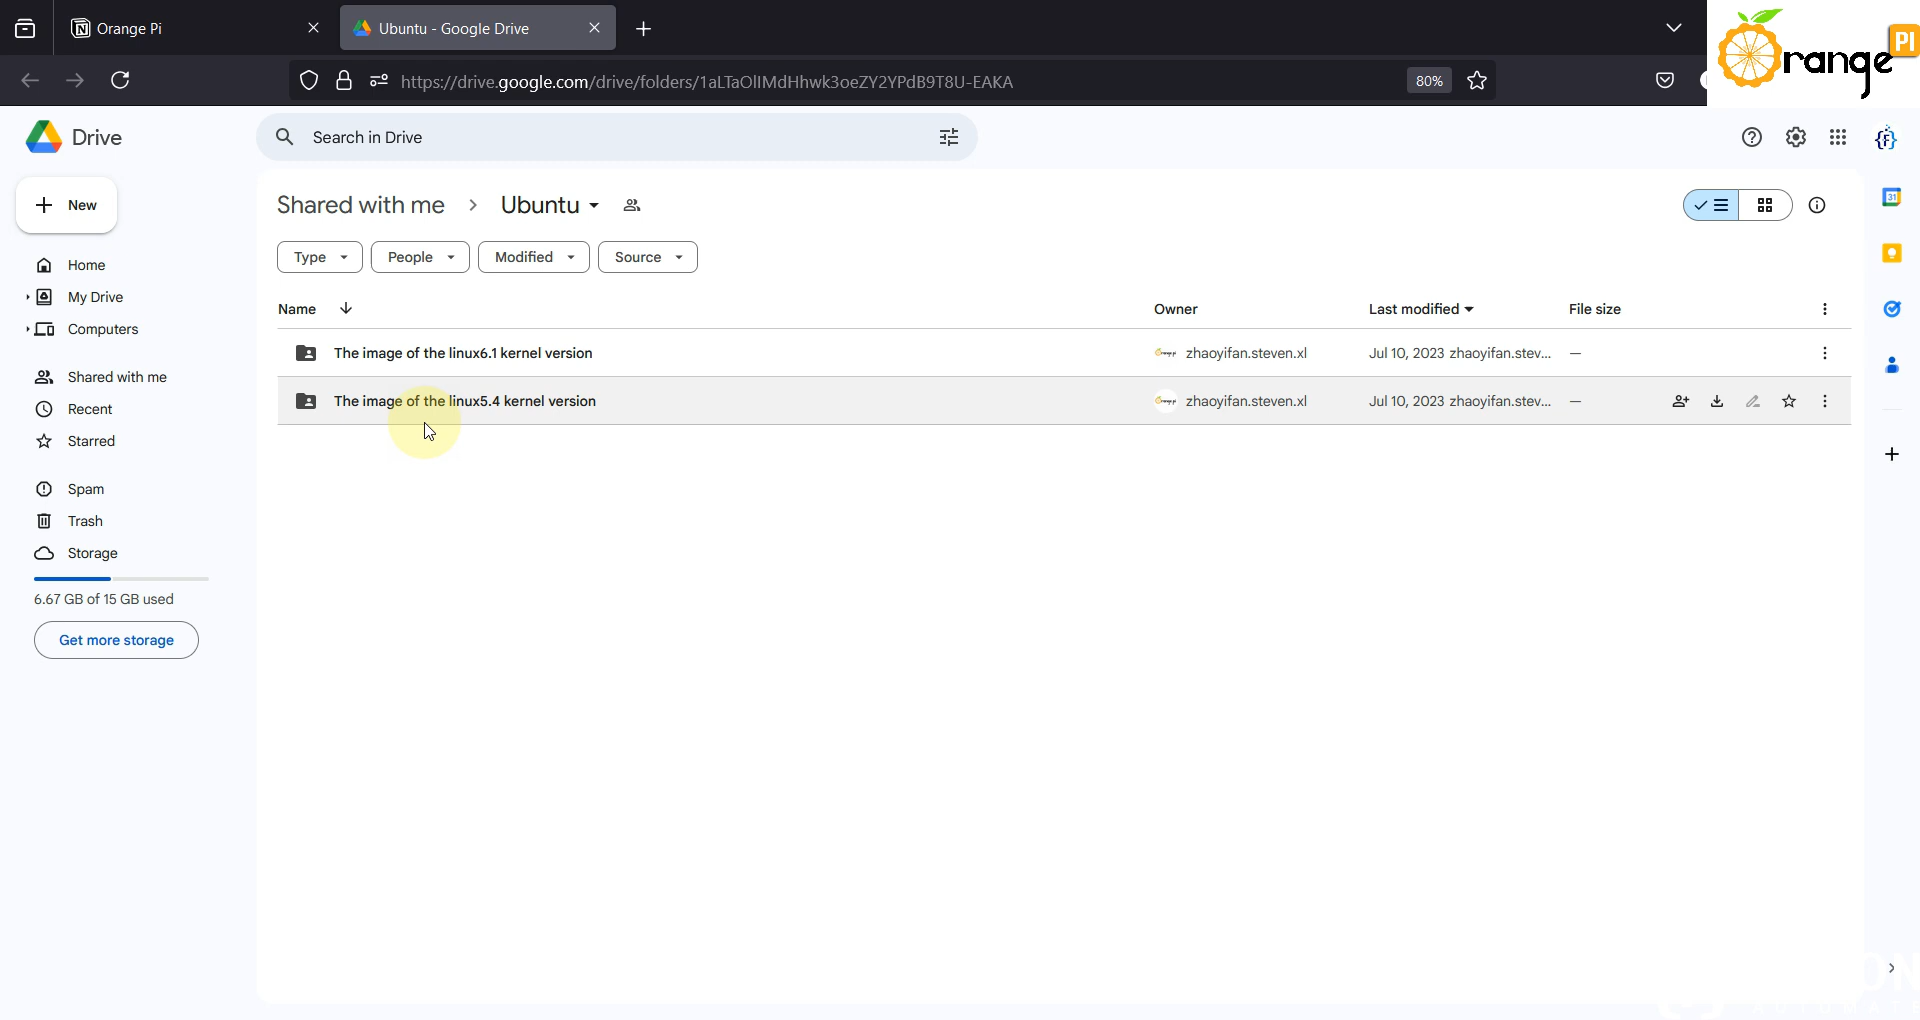 Orange Pi
Ubuntu - Google Drive
https://drive.google.com/drive/folders/1aLTaOlIMdHhwk3oeZY2YPdB9T8U-EAKA
80%
range
PI
Drive
Search in Drive
New
Shared with me > Ubuntu
Type
People
Modified
Source
Home
My Drive
Computers
Shared with me
Recent
Starred
Spam
Trash
Storage
6.67 GB of 15 GB used
Get more storage
Name
Owner
Last modified
File size
The image of the linux6.1 kernel version
zhaoyifan.steven.xl
Jul 10, 2023 zhaoyifan.stev...
—
The image of the linux5.4 kernel version
zhaoyifan.steven.xl
Jul 10, 2023 zhaoyifan.stev...
—
31